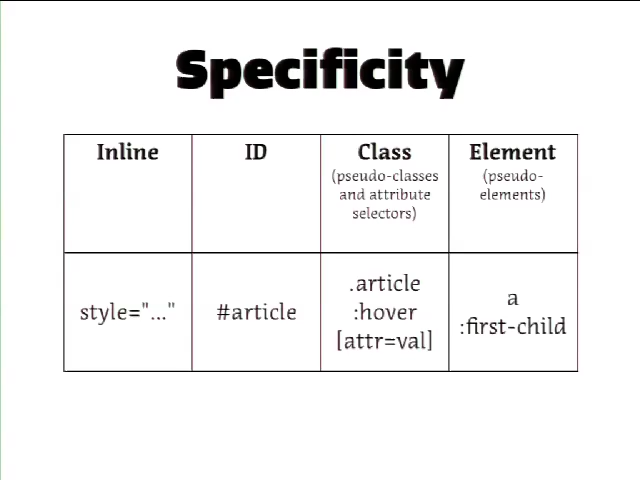 Specificity
Inline
ID
Class
(pseudo-classes
and attribute
selectors)
Element
(pseudo-
elements)
style="..."
#article
.article
:hover
[attr=val]
a
:first-child